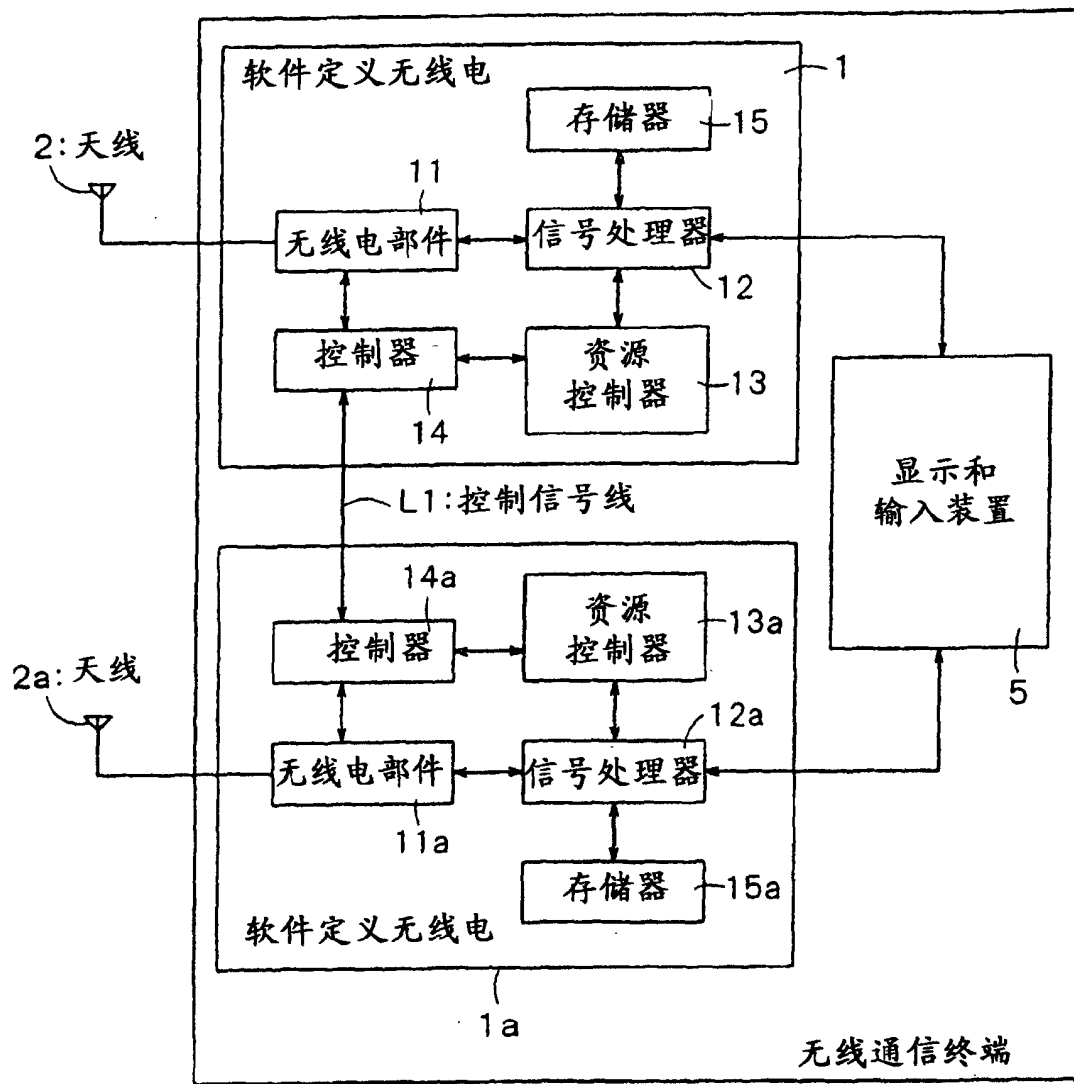 软件定义无线电
1
存储器
15
2:天线
11
无线电部件
信号处理器
12
控制器
14
资源
控制器
13
显示和
输入装置
5
L1:控制信号线
14a
控制器
资源
控制器
13a
2a:天线
12a
无线电部件
信号处理器
11a
存储器
15a
软件定义无线电
1a
无线通信终端